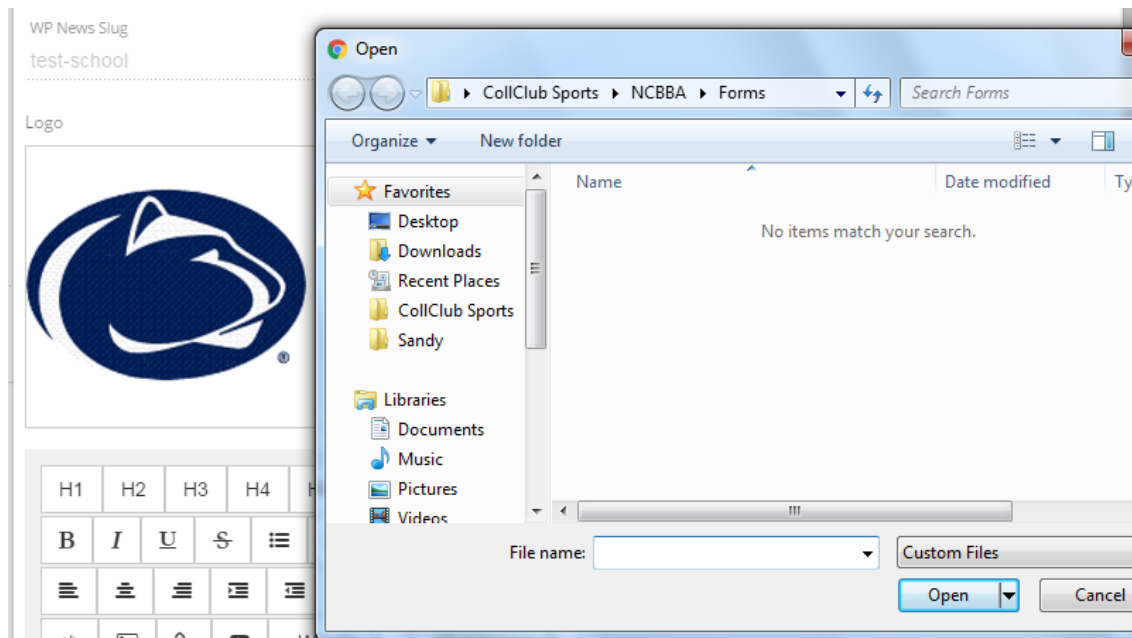 WP News Slug
test-school
Logo
®
H1 H2 H3 H4
B I U S
Open
CollClub Sports NCBBA Forms
Search Forms
Organize New folder
Favorites
Desktop
Downloads
Recent Places
CollClub Sports
Sandy
Libraries
Documents
Music
Pictures
Videos
Name Date modified Ty
No items match your search.
File name: Custom Files
Open Cancel